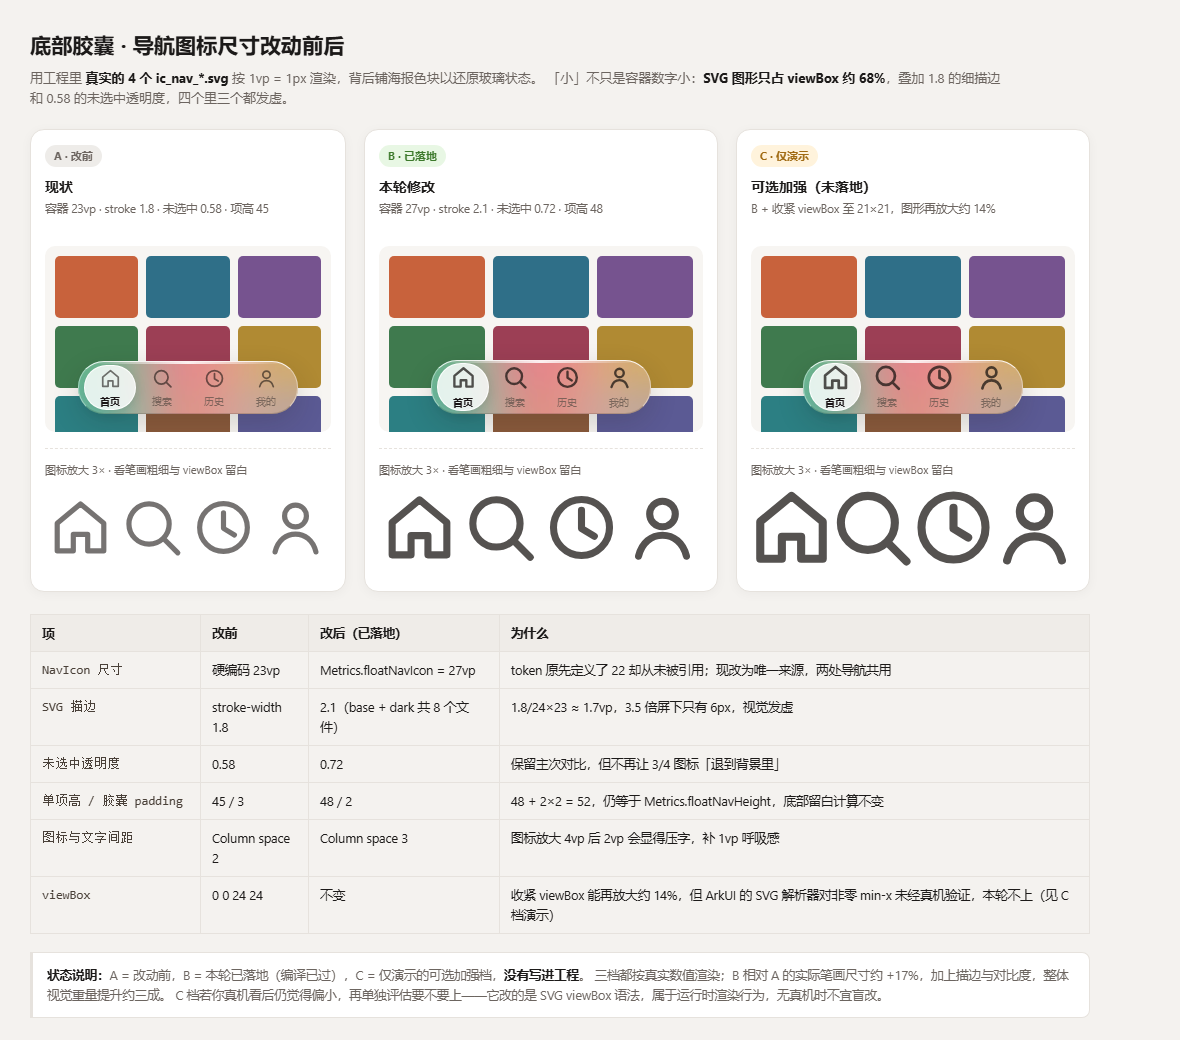 底部胶囊 · 导航图标尺寸改动前后
用工程里 真实的 4 个 ic_nav_*.svg 按 1vp = 1px 渲染，背后铺海报色块以还原玻璃状态。「小」不只是容器数字小：SVG 图形只占 viewBox 约 68%，叠加 1.8 的细描边
和 0.58 的未选中透明度，四个里三个都发虚。
A · 改前
现状
容器 23vp · stroke 1.8 · 未选中 0.58 · 项高 45
首页 搜索 历史 我的
图标放大 3× · 看笔画粗细与 viewBox 留白
B · 已落地
本轮修改
容器 27vp · stroke 2.1 · 未选中 0.72 · 项高 48
首页 搜索 历史 我的
图标放大 3× · 看笔画粗细与 viewBox 留白
C · 仅演示
可选加强（未落地）
B + 收紧 viewBox 至 21×21，图形再放大约 14%
首页 搜索 历史 我的
图标放大 3× · 看笔画粗细与 viewBox 留白
项 改前 改后（已落地） 为什么
NavIcon 尺寸 硬编码 23vp Metrics.floatNavIcon = 27vp token 原先定义了 22 却从未被引用；现改为唯一来源，两处导航共用
SVG 描边 stroke-width 2.1（base + dark 共 8 个文 1.8/24×23 ≈ 1.7vp，3.5 倍屏下只有 6px，视觉发虚
1.8 件）
未选中透明度 0.58 0.72 保留主次对比，但不再让 3/4 图标「退到背景里」
单项高 / 胶囊 padding 45 / 3 48 / 2 48 + 2×2 = 52，仍等于 Metrics.floatNavHeight，底部留白计算不变
图标与文字间距 Column space Column space 3 图标放大 4vp 后 2vp 会显得压字，补 1vp 呼吸感
2
viewBox 0 0 24 24 不变 收紧 viewBox 能再放大约 14%，但 ArkUI 的 SVG 解析器对非零 min-x 未经真机验证，本轮不上（见 C
档演示）
状态说明：A = 改动前，B = 本轮已落地（编译已过），C = 仅演示的可选加强档，没有写进工程。 三档都按真实数值渲染；B 相对 A 的实际笔画尺寸约 +17%，加上描边与对比度，整体
视觉重量提升约三成。 C 档若你真机看后仍觉得偏小，再单独评估要不要上——它改的是 SVG viewBox 语法，属于运行时渲染行为，无真机时不宜盲改。